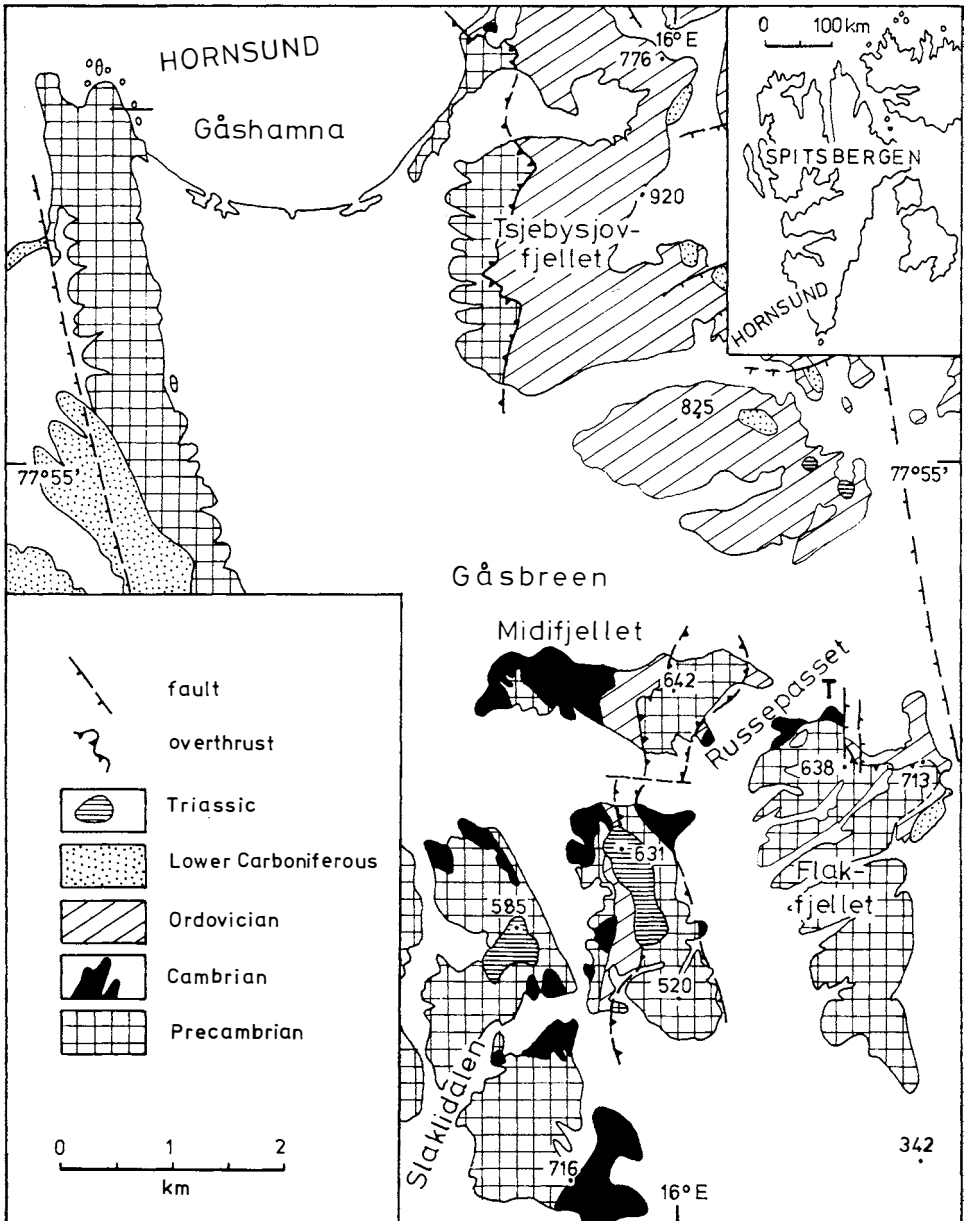 HORNSUND
Gåshamna
16°E
776
0 100 km
SPITSBERGEN
HORNSUND
920
Tsjebysjov-
fjellet
825
77°55'
77°55'
Gåsbreen
Midifjellet
642
Russepasset
T
638
713
Flak-
fjellet
631
585
520
Slaklidalen
716
342
16°E
fault
overthrust
Triassic
Lower Carboniferous
Ordovician
Cambrian
Precambrian
0 1 2
km